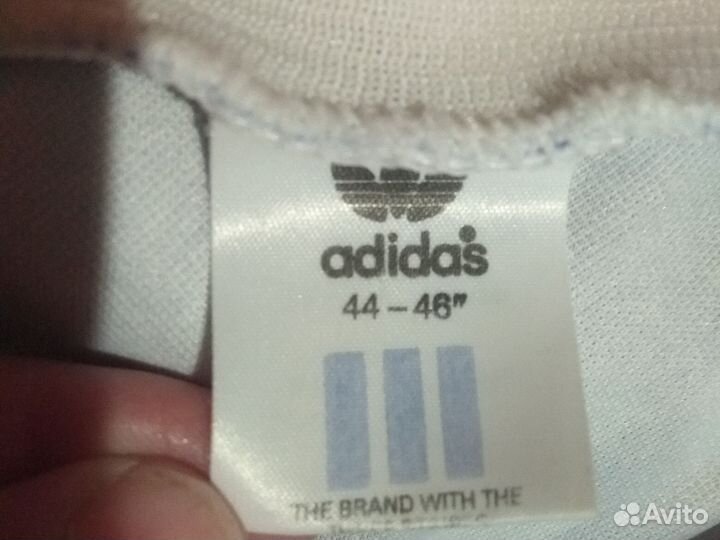 adidas
44-46"
THE BRAND WITH THE
Avito